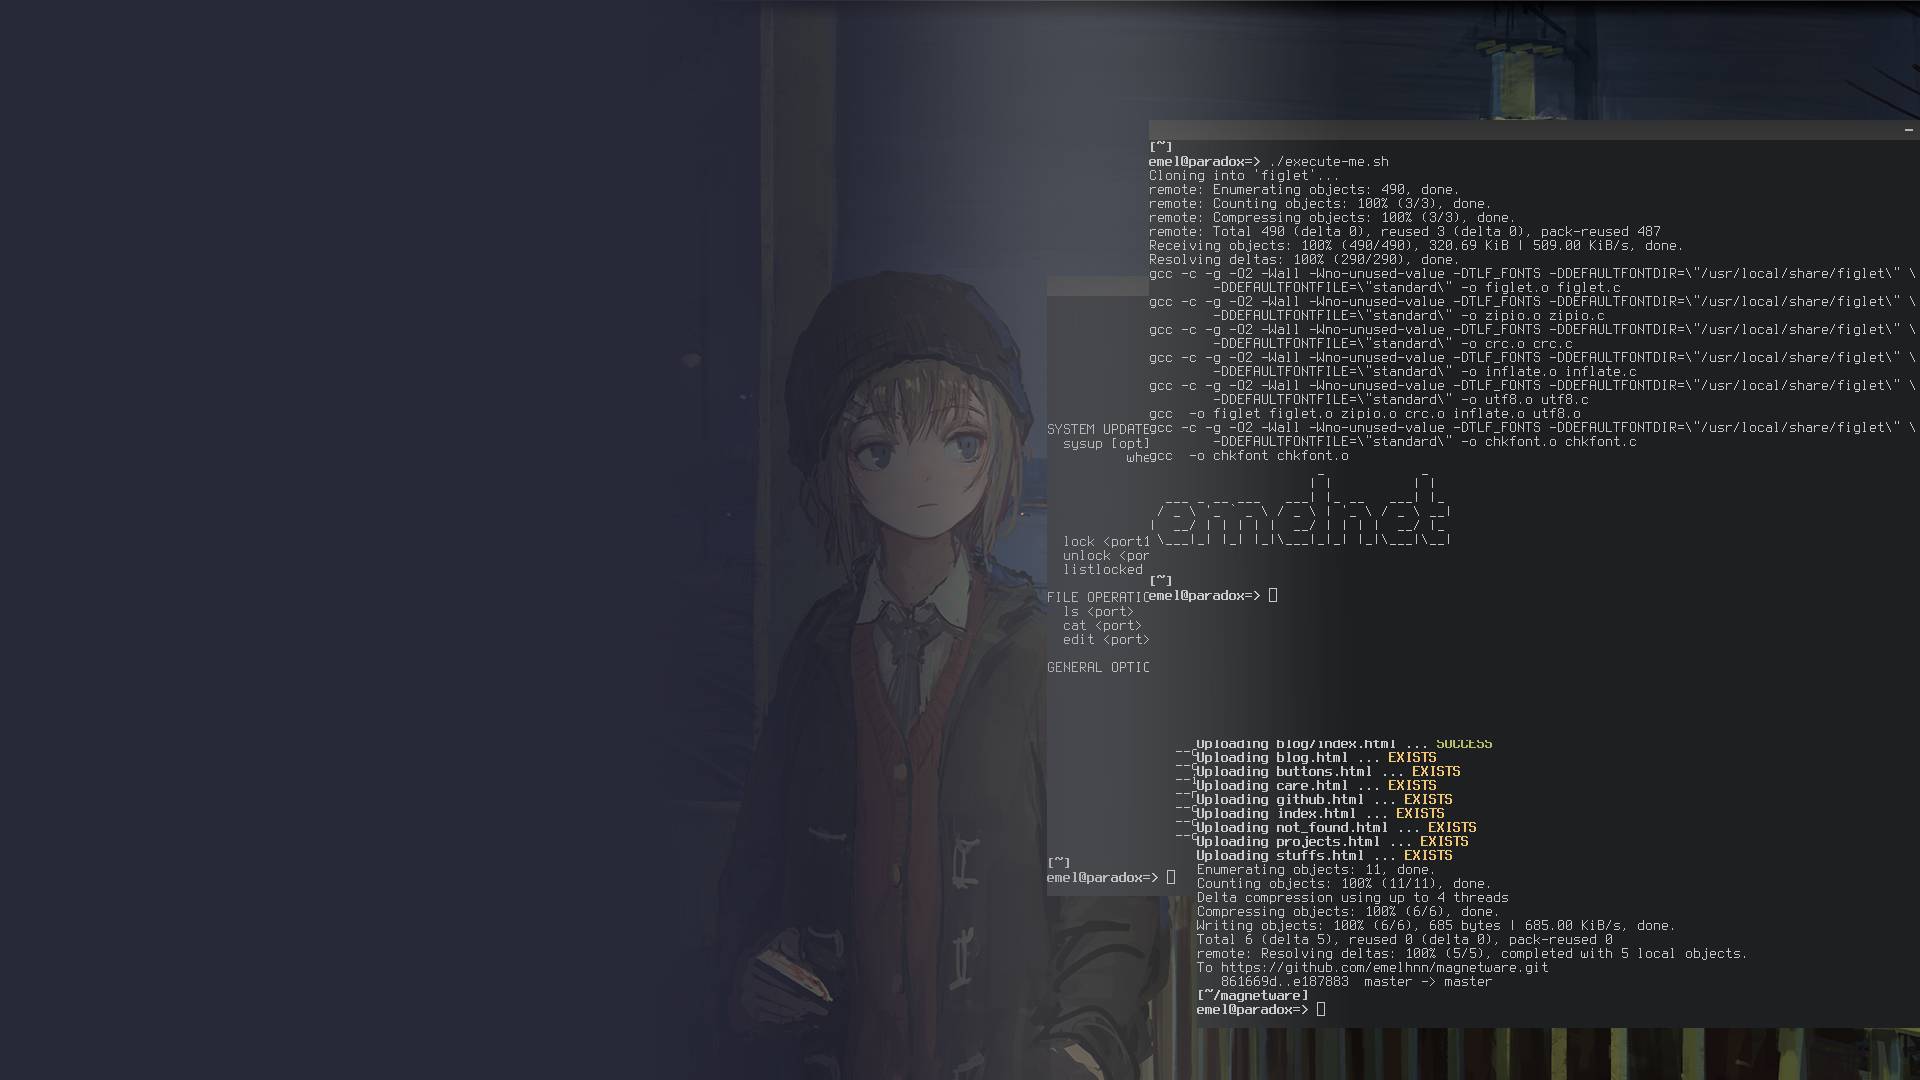 [~]
emel@paradox=> ./execute-me.sh
Cloning into 'figlet'...
remote: Enumerating objects: 490, done.
remote: Counting objects: 100% (3/3), done.
remote: Compressing objects: 100% (3/3), done.
remote: Total 490 (delta 0), reused 3 (delta 0), pack-reused 487
Receiving objects: 100% (490/490), 320.69 KiB | 509.00 KiB/s, done.
Resolving deltas: 100% (290/290), done.
gcc -c -g -O2 -Wall -Wno-unused-value -DTLF_FONTS -DDEFAULTFONTDIR=\"/usr/local/share/figlet\" \
-DDEFAULTFONTFILE=\"standard\" -o figlet.o figlet.c
gcc -c -g -O2 -Wall -Wno-unused-value -DTLF_FONTS -DDEFAULTFONTDIR=\"/usr/local/share/figlet\" \
-DDEFAULTFONTFILE=\"standard\" -o zipio.o zipio.c
gcc -c -g -O2 -Wall -Wno-unused-value -DTLF_FONTS -DDEFAULTFONTDIR=\"/usr/local/share/figlet\" \
-DDEFAULTFONTFILE=\"standard\" -o crc.o crc.c
gcc -c -g -O2 -Wall -Wno-unused-value -DTLF_FONTS -DDEFAULTFONTDIR=\"/usr/local/share/figlet\" \
-DDEFAULTFONTFILE=\"standard\" -o inflate.o inflate.c
gcc -c -g -O2 -Wall -Wno-unused-value -DTLF_FONTS -DDEFAULTFONTDIR=\"/usr/local/share/figlet\" \
-DDEFAULTFONTFILE=\"standard\" -o utf8.o utf8.c
gcc  -o figlet figlet.o zipio.o crc.o inflate.o utf8.o
gcc -c -g -O2 -Wall -Wno-unused-value -DTLF_FONTS -DDEFAULTFONTDIR=\"/usr/local/share/figlet\" \
-DDEFAULTFONTFILE=\"standard\" -o chkfont.o chkfont.c
gcc  -o chkfont chkfont.o
emelnet
[~]
emel@paradox=>
SYSTEM UPDATE
sysup [opt]
whe
lock <port1
unlock <por
listlocked
FILE OPERATIO
ls <port>
cat <port>
edit <port>
GENERAL OPTIO
[~]
emel@paradox=>
Uploading blog/index.html ... SUCCESS
Uploading blog.html ... EXISTS
Uploading buttons.html ... EXISTS
Uploading care.html ... EXISTS
Uploading github.html ... EXISTS
Uploading index.html ... EXISTS
Uploading not_found.html ... EXISTS
Uploading projects.html ... EXISTS
Uploading stuffs.html ... EXISTS
Enumerating objects: 11, done.
Counting objects: 100% (11/11), done.
Delta compression using up to 4 threads
Compressing objects: 100% (6/6), done.
Writing objects: 100% (6/6), 685 bytes | 685.00 KiB/s, done.
Total 6 (delta 5), reused 0 (delta 0), pack-reused 0
remote: Resolving deltas: 100% (5/5), completed with 5 local objects.
To https://github.com/emelhnn/magnetware.git
861669d..e187883  master -> master
[~/magnetware]
emel@paradox=>